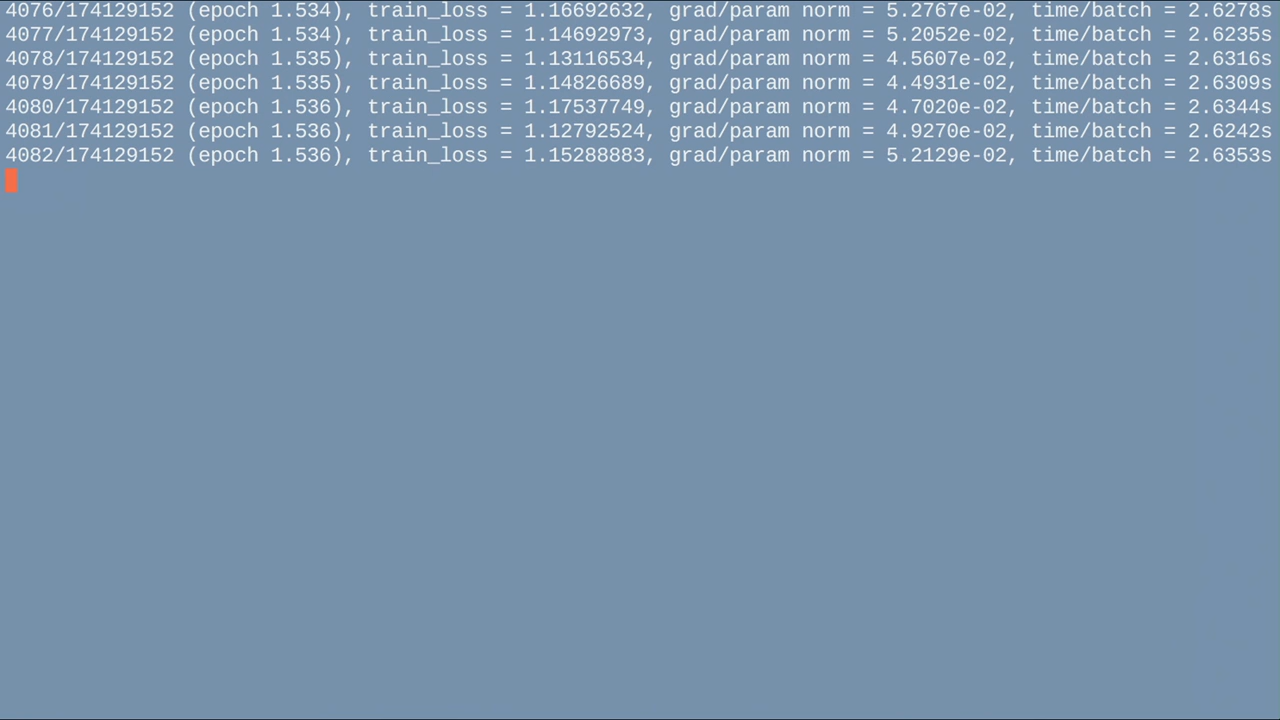 4076/174129152 (epoch 1.534), train_loss = 1.16692632, grad/param norm = 5.2767e-02, time/batch = 2.6278s
4077/174129152 (epoch 1.534), train_loss = 1.14692973, grad/param norm = 5.2052e-02, time/batch = 2.6235s
4078/174129152 (epoch 1.535), train_loss = 1.13116534, grad/param norm = 4.5607e-02, time/batch = 2.6316s
4079/174129152 (epoch 1.535), train_loss = 1.14826689, grad/param norm = 4.4931e-02, time/batch = 2.6309s
4080/174129152 (epoch 1.536), train_loss = 1.17537749, grad/param norm = 4.7020e-02, time/batch = 2.6344s
4081/174129152 (epoch 1.536), train_loss = 1.12792524, grad/param norm = 4.9270e-02, time/batch = 2.6242s
4082/174129152 (epoch 1.536), train_loss = 1.15288883, grad/param norm = 5.2129e-02, time/batch = 2.6353s